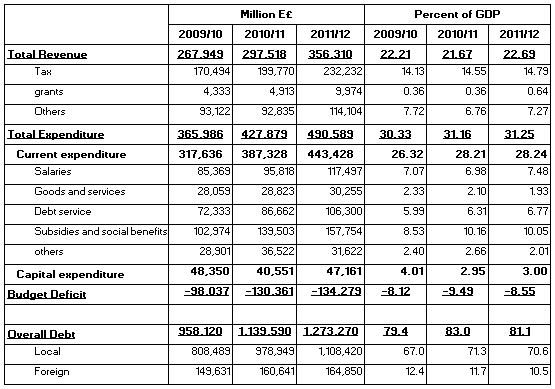 Million E£ Percent of GDP
2009/10 2010/11 2011/12 2009/10 2010/11 2011/12
Total Revenue 267.949 297.518 356.310 22.21 21.67 22.69
Tax 170,494 199,770 232,232 14.13 14.55 14.79
grants 4,333 4,913 9,974 0.36 0.36 0.64
Others 93,122 92,835 114,104 7.72 6.76 7.27
Total Expenditure 365.986 427.879 490.589 30.33 31.16 31.25
Current expenditure 317,636 387,328 443,428 26.32 28.21 28.24
Salaries 85,369 95,818 117,497 7.07 6.98 7.48
Goods and services 28,059 28,823 30,255 2.33 2.10 1.93
Debt service 72,333 86,662 106,300 5.99 6.31 6.77
Subsidies and social benefits 102,974 139,503 157,754 8.53 10.16 10.05
others 28,901 36,522 31,622 2.40 2.66 2.01
Capital expenditure 48,350 40,551 47,161 4.01 2.95 3.00
Budget Deficit −98.037 −130.361 −134.279 −8.12 −9.49 −8.55
Overall Debt 958.120 1.139.590 1.273.270 79.4 83.0 81.1
Local 808,489 978,949 1,108,420 67.0 71.3 70.6
Foreign 149,631 160,641 164,850 12.4 11.7 10.5